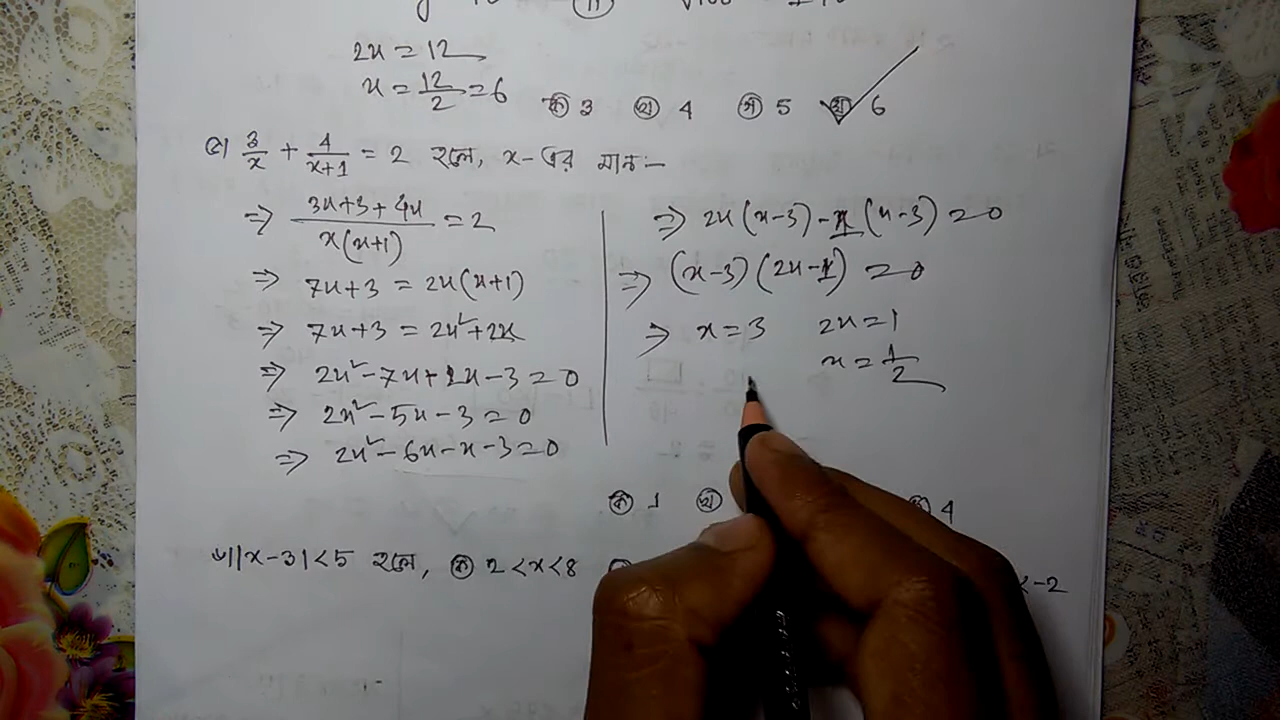 2x = 12
x = 12/2 = 6
ক 3 খ 4 গ 5 ঘ 6
৫। 3/x + 4/x+1 = 2 হলে, x-এর মান:-
⇒ 3x+3+4x / x(x+1) = 2
⇒ 7x+3 = 2x(x+1)
⇒ 7x+3 = 2x²+2x
⇒ 2x²-7x+2x-3=0
⇒ 2x²-5x-3=0
⇒ 2x²-6x-x-3=0
⇒ 2x(x-3)-1(x-3)=0
⇒ (x-3)(2x-1)=0
⇒ x=3 2x=1
x=1/2
ক 1 খ 4
৬। |x-3|<5 হলে, ক 2<x<8 <-2